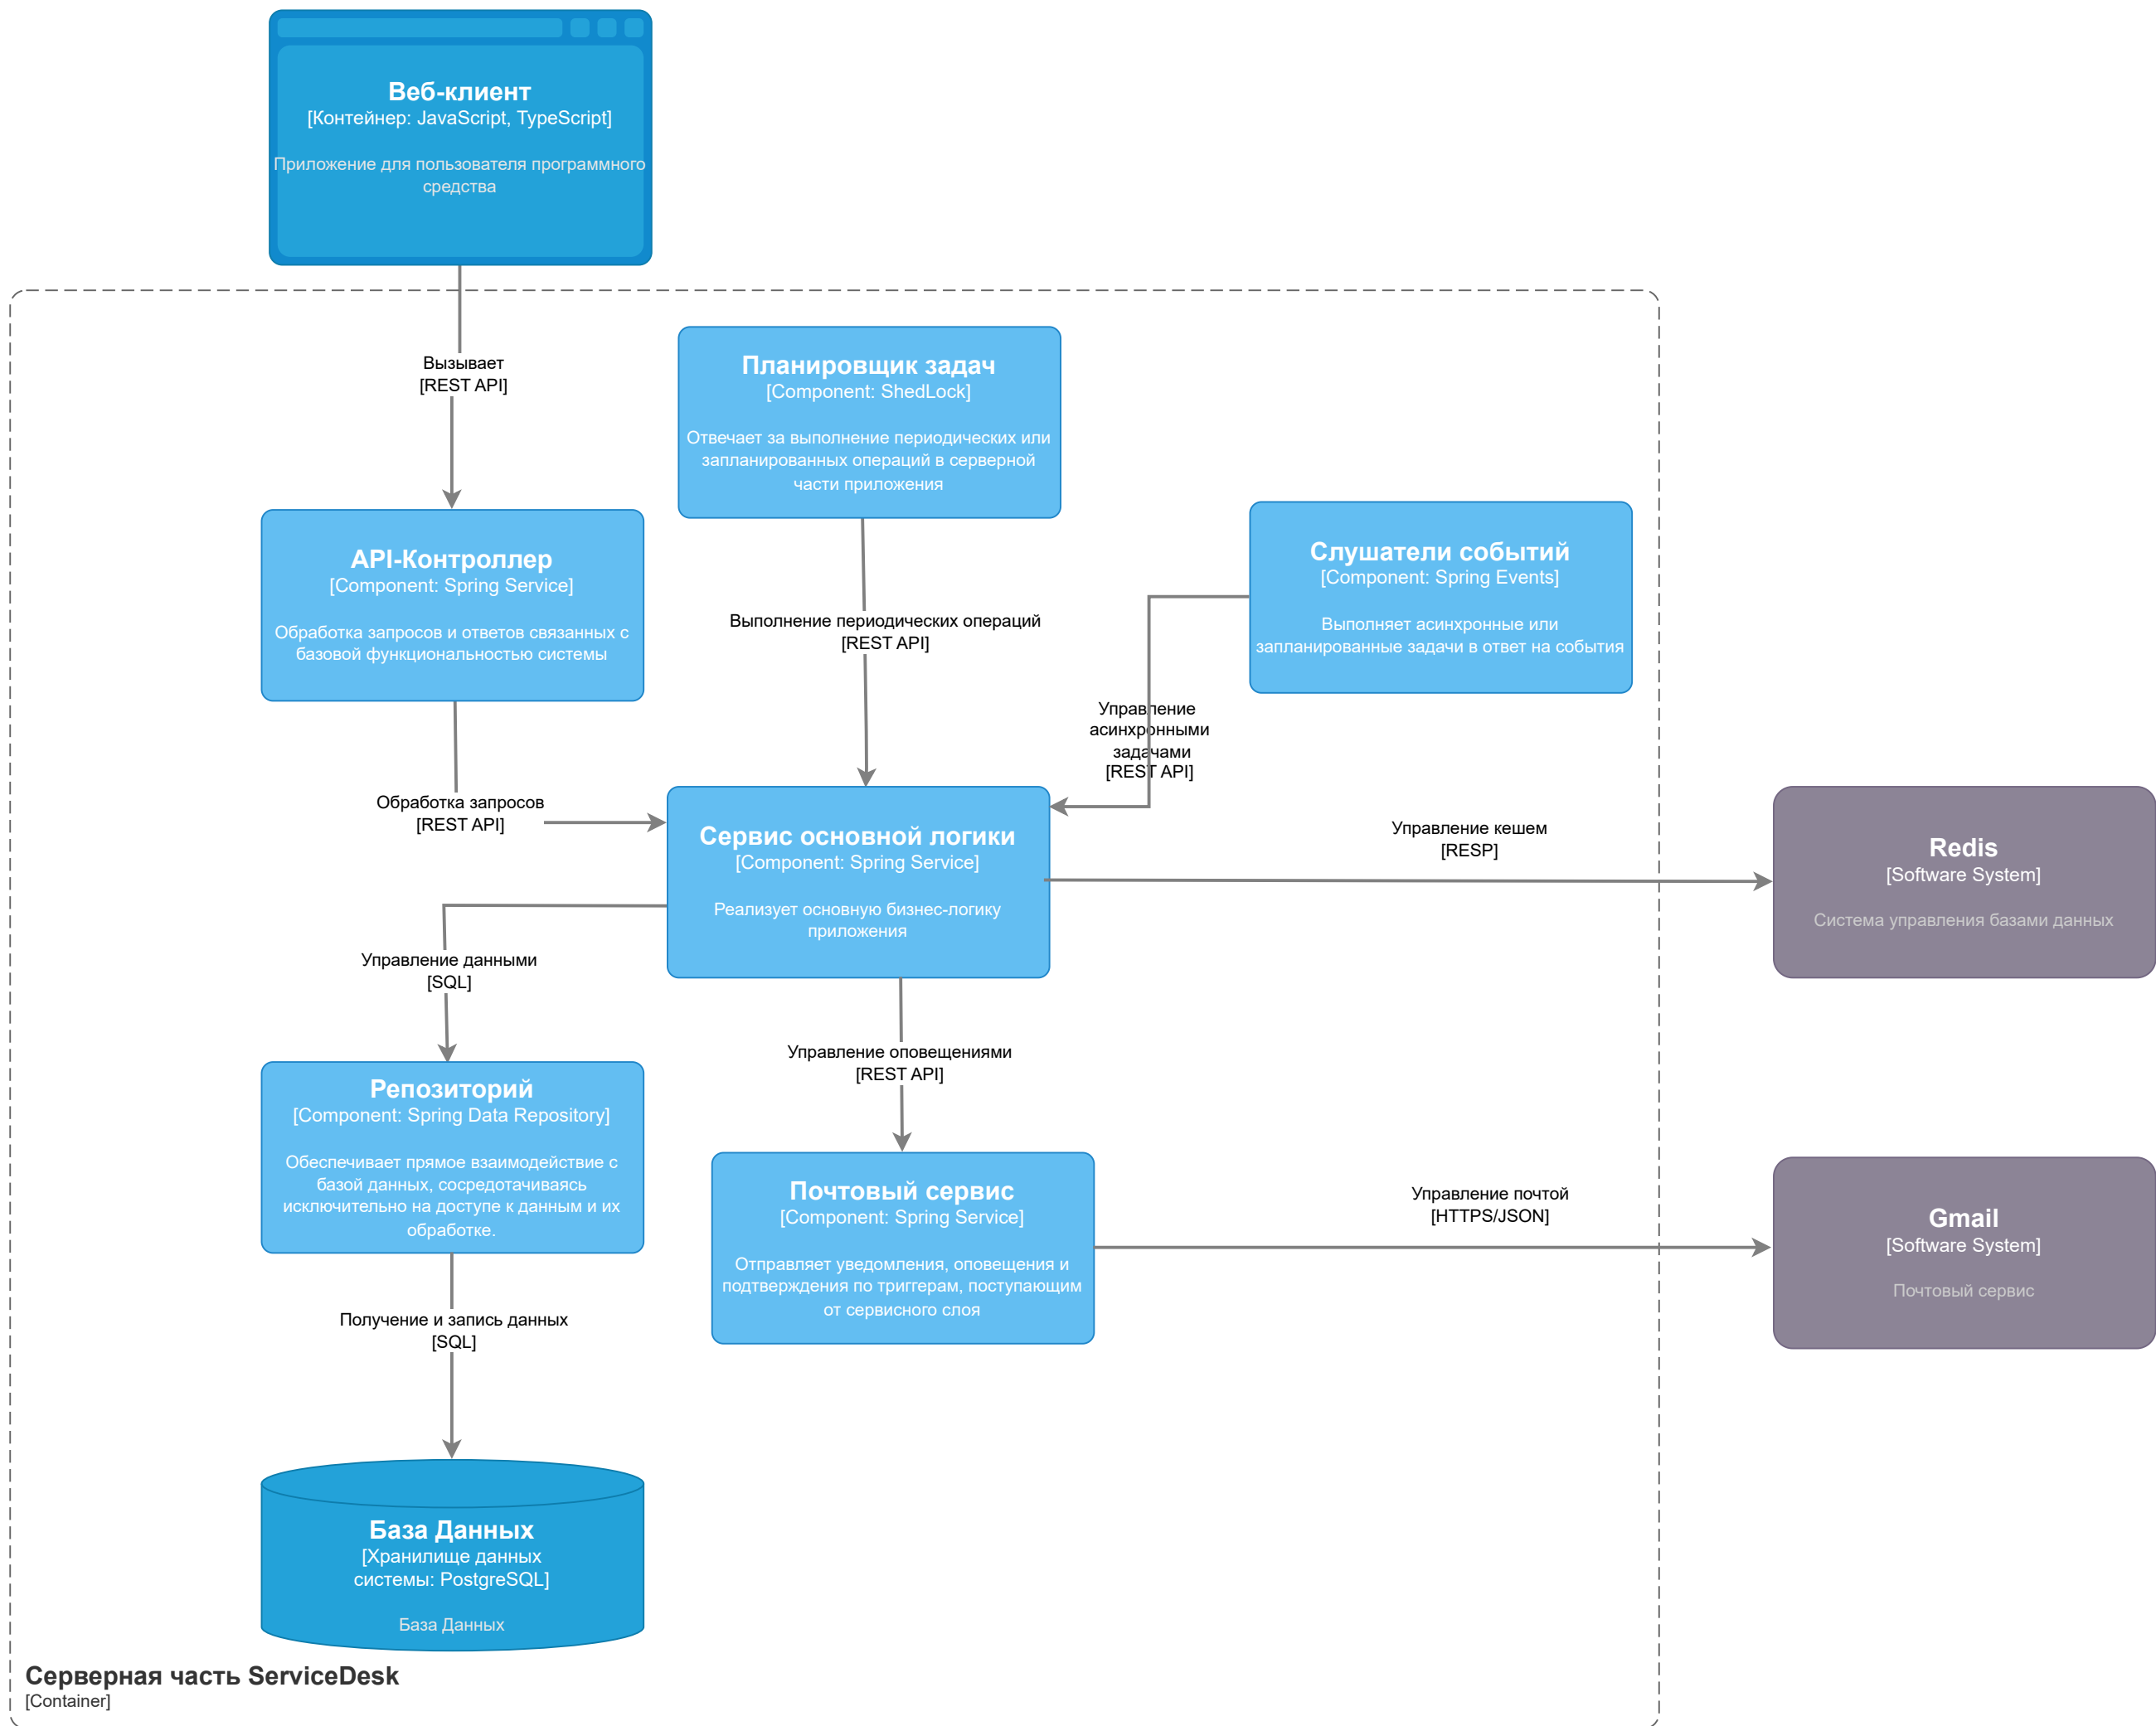 Веб-клиент
[Контейнер: JavaScript, TypeScript]
Приложение для пользователя программного
средства
Вызывает
[REST API]
Планировщик задач
[Component: ShedLock]
Отвечает за выполнение периодических или
запланированных операций в серверной
части приложения
API-Контроллер
[Component: Spring Service]
Обработка запросов и ответов связанных с
базовой функциональностью системы
Слушатели событий
[Component: Spring Events]
Выполняет асинхронные или
запланированные задачи в ответ на события
Выполнение периодических операций
[REST API]
Управление
асинхронными
задачами
[REST API]
Обработка запросов
[REST API]
Сервис основной логики
[Component: Spring Service]
Реализует основную бизнес-логику
приложения
Управление кешем
[RESP]
Redis
[Software System]
Система управления базами данных
Управление данными
[SQL]
Управление оповещениями
[REST API]
Репозиторий
[Component: Spring Data Repository]
Обеспечивает прямое взаимодействие с
базой данных, сосредотачиваясь
исключительно на доступе к данным и их
обработке.
Почтовый сервис
[Component: Spring Service]
Отправляет уведомления, оповещения и
подтверждения по триггерам, поступающим
от сервисного слоя
Управление почтой
[HTTPS/JSON]
Gmail
[Software System]
Почтовый сервис
Получение и запись данных
[SQL]
База Данных
[Хранилище данных
системы: PostgreSQL]
База Данных
Серверная часть ServiceDesk
[Container]